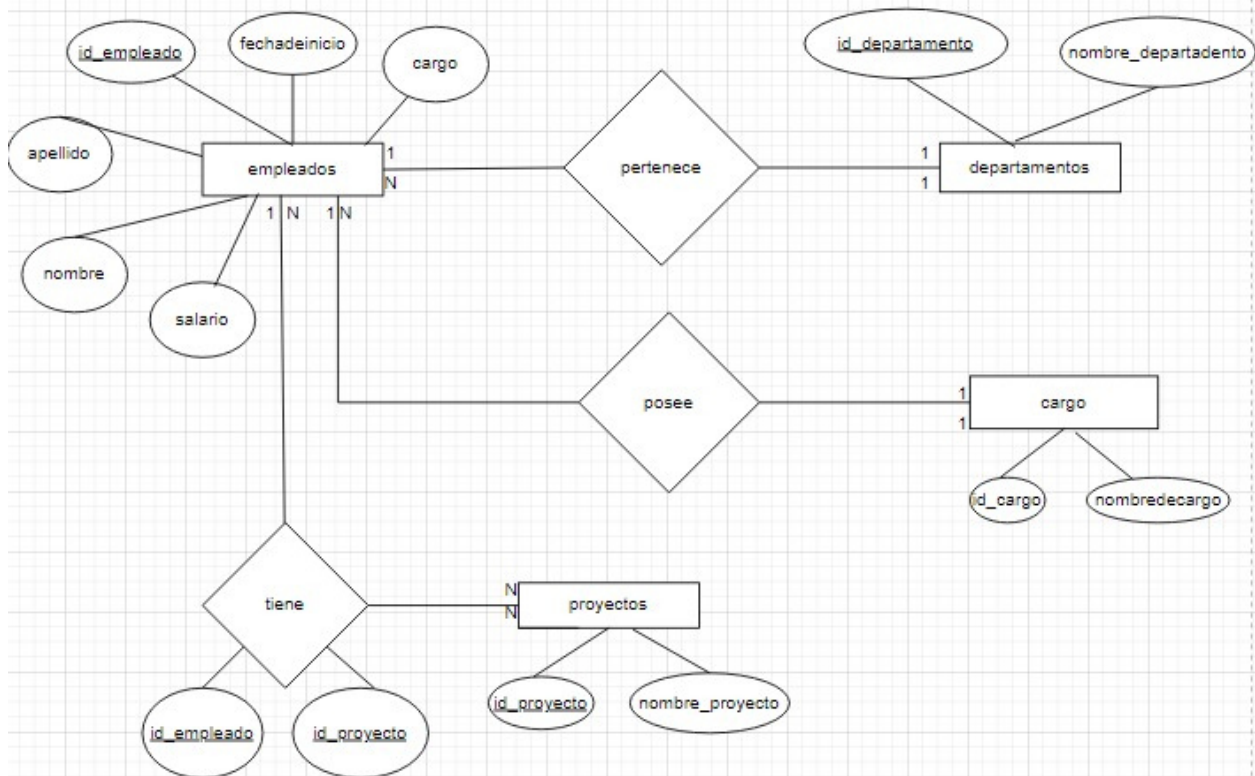 id_empleado
fechadeinicio
cargo
id_departamento
nombre_departadento
apellido
empleados
1
N
pertenece
1
1
departamentos
1 N
1 N
nombre
salario
posee
1
1
cargo
id_cargo
nombredecargo
tiene
N
N
proyectos
id_empleado
id_proyecto
id_proyecto
nombre_proyecto